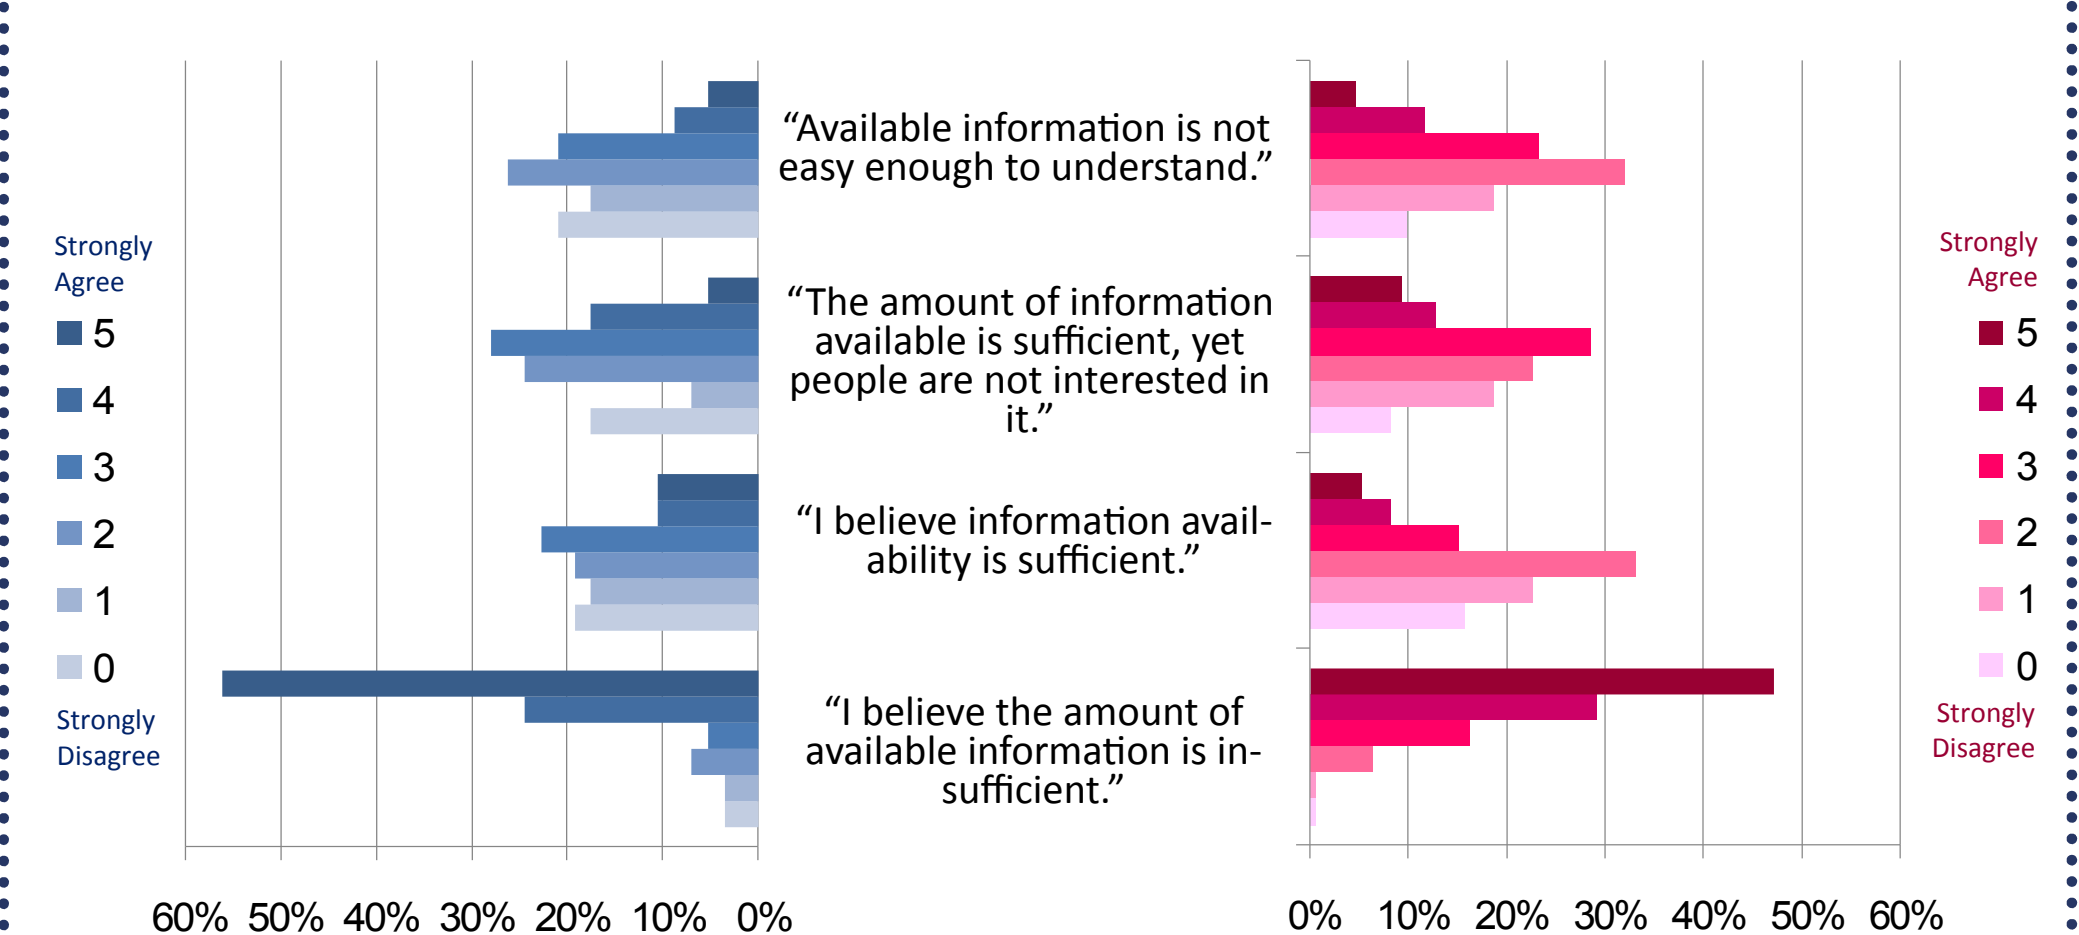 Strongly
Agree
5
4
3
2
1
0
Strongly
Disagree
“Available information is not
easy enough to understand.”
“The amount of information
available is sufficient, yet
people are not interested in
it.”
“I believe information avail-
ability is sufficient.”
“I believe the amount of
available information is in-
sufficient.”
Strongly
Agree
5
4
3
2
1
0
Strongly
Disagree
60% 50% 40% 30% 20% 10% 0%
0% 10% 20% 30% 40% 50% 60%